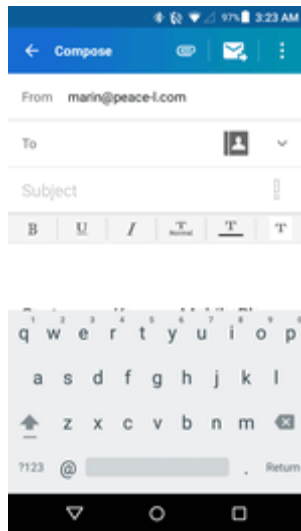 97% 3:23 AM
Compose
From marin@peace-l.com
To
Subject
B U I T Normal T T
1 2 3 4 5 6 7 8 9 0
q w e r t y u i o p
a s d f g h j k l
z x c v b n m
?123 @ . Return